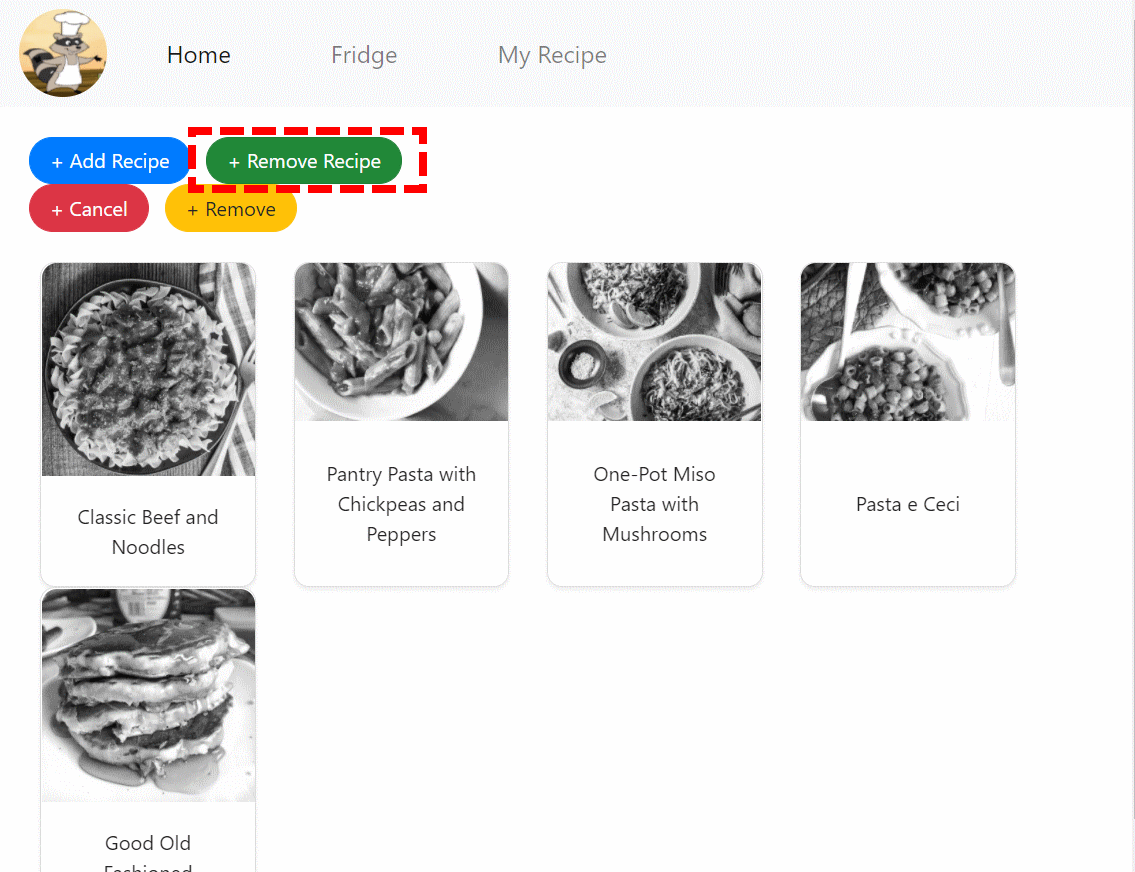 Home Fridge My Recipe
+ Add Recipe + Remove Recipe
+ Cancel + Remove
Classic Beef and
Noodles
Pantry Pasta with
Chickpeas and
Peppers
One-Pot Miso
Pasta with
Mushrooms
Pasta e Ceci
Good Old
Fashioned